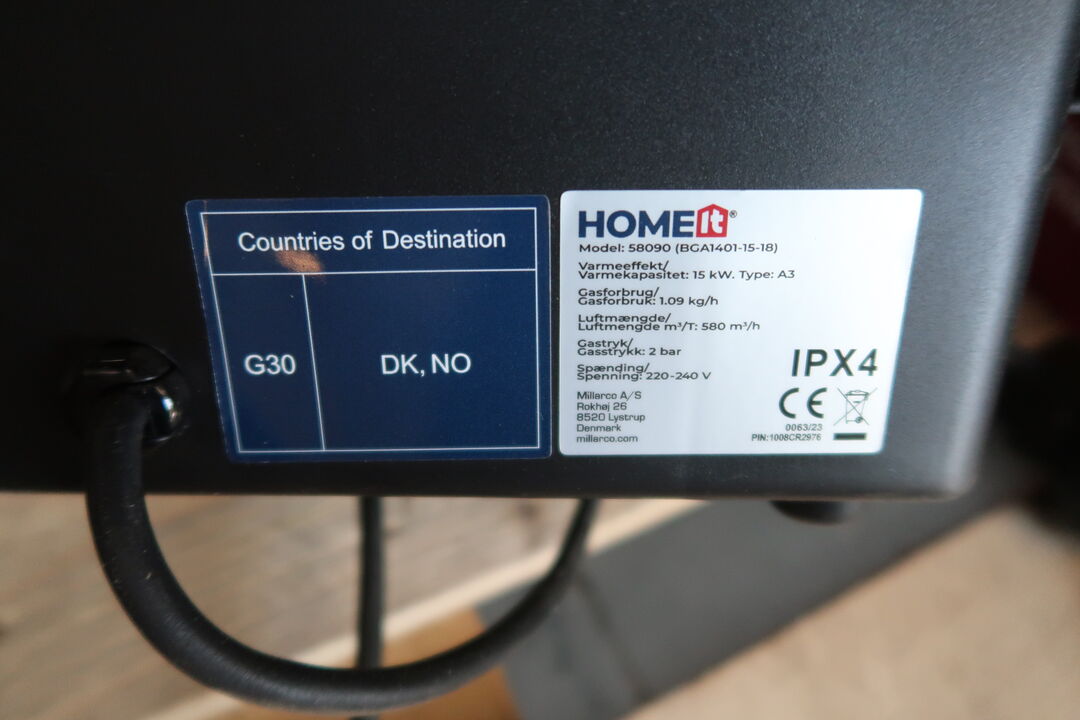 Countries of Destination
G30
DK, NO
HOMEIt®
Model: 58090 (BGA1401-15-18)
Varmeeffekt/
Varmekapasitet: 15 kW. Type: A3
Gasforbrug/
Gasforbruk: 1.09 kg/h
Luftmængde/
Luftmengde m³/T: 580 m³/h
Gastryk/
Gasstrykk: 2 bar
Spænding/
Spenning: 220-240 V
Millarco A/S
Rokhøj 26
8520 Lystrup
Denmark
millarco.com
IPX4
CE
0063/23
PIN:1008CR2976